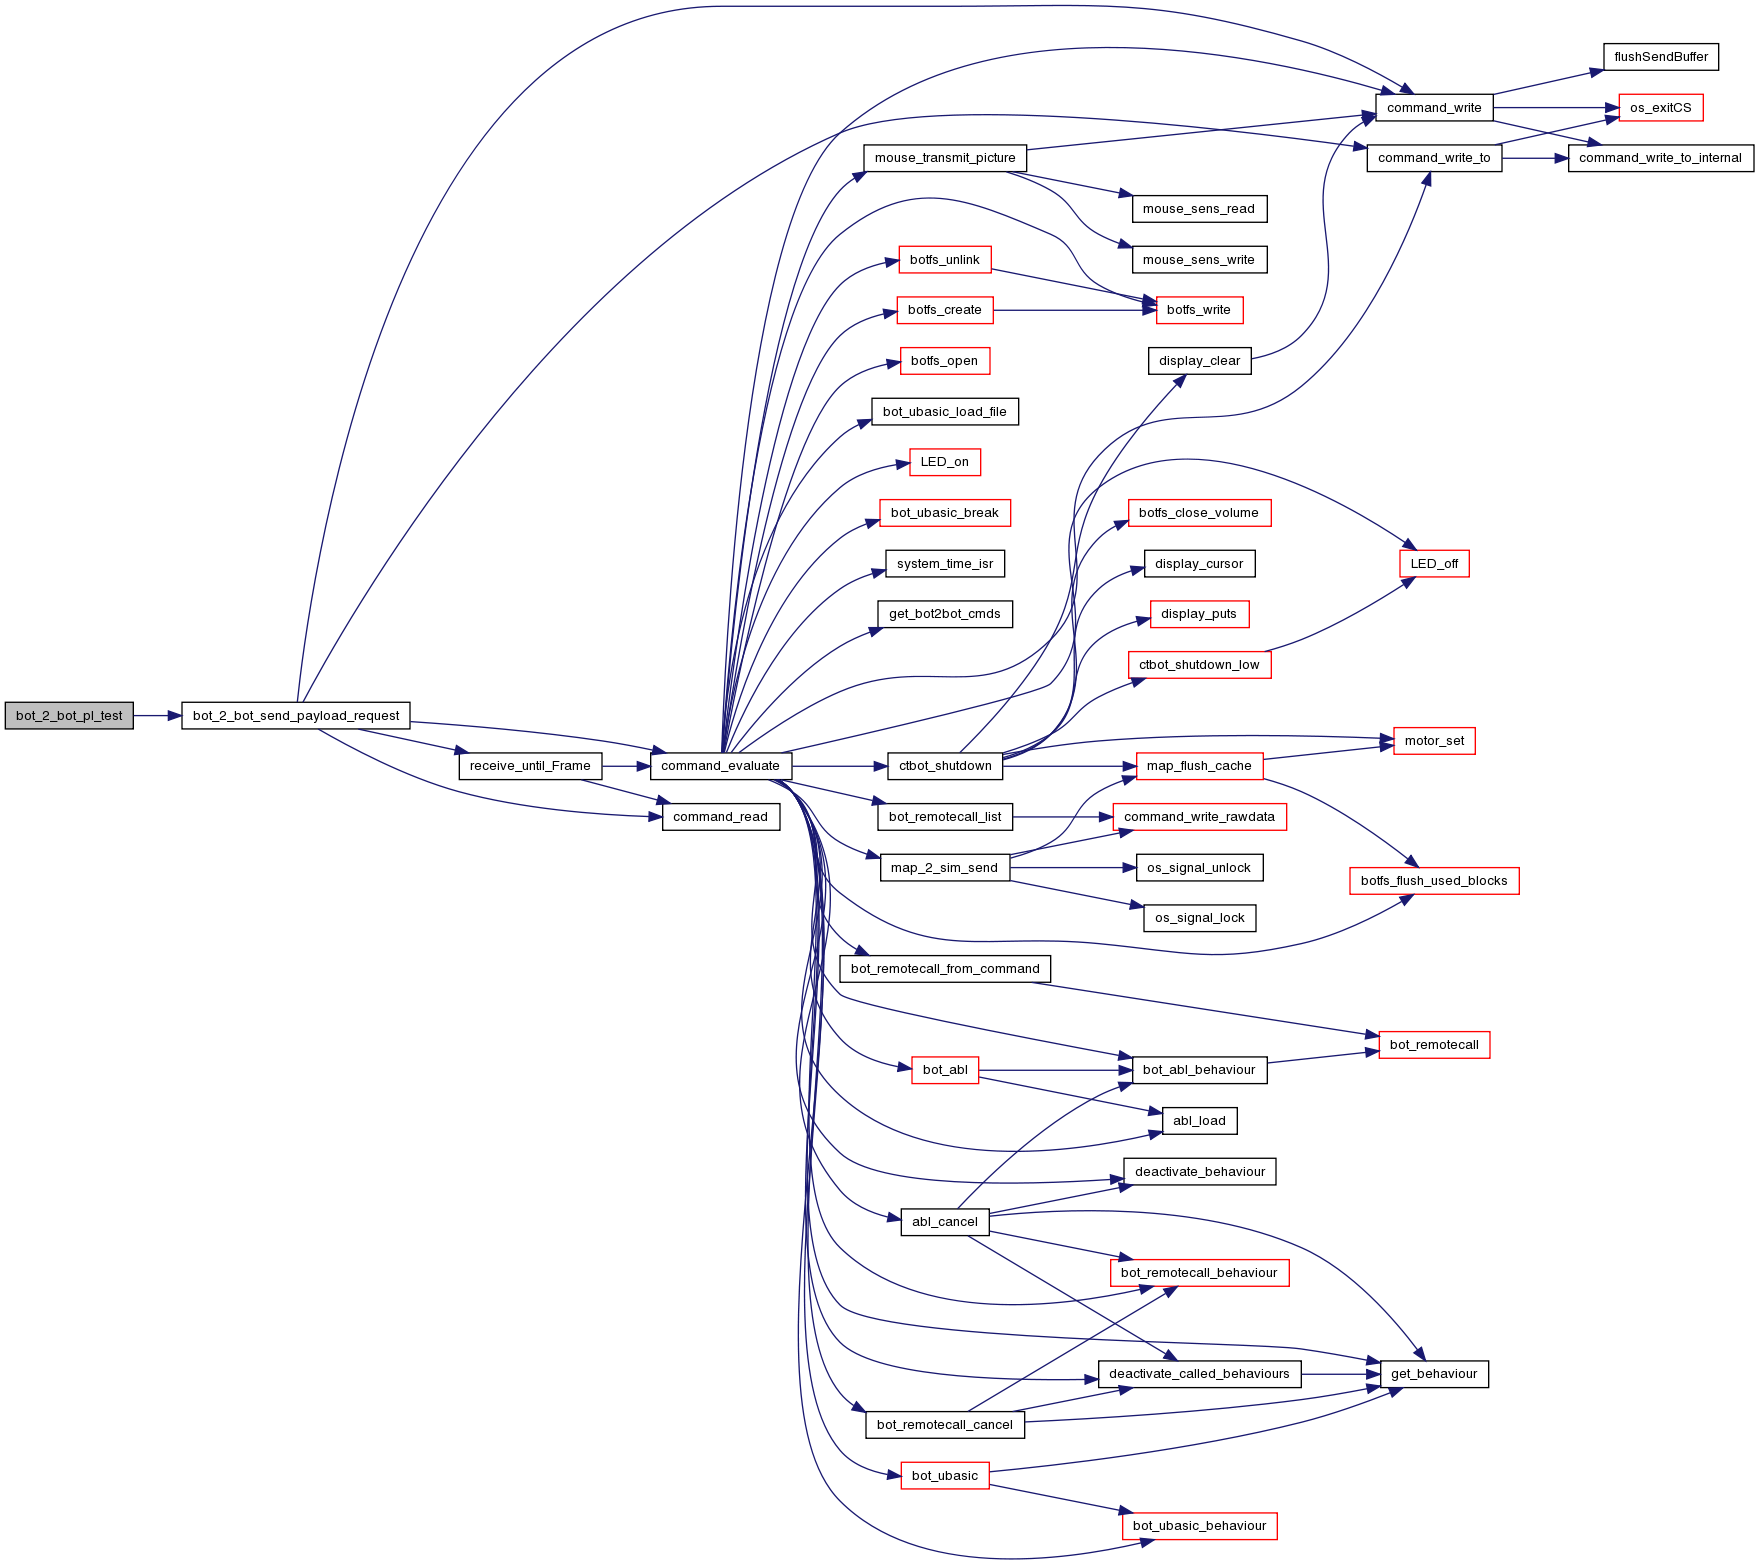 bot_2_bot_pl_test
bot_2_bot_send_payload_request
receive_until_Frame
command_evaluate
command_read
mouse_transmit_picture
botfs_unlink
botfs_create
botfs_open
bot_ubasic_load_file
LED_on
bot_ubasic_break
system_time_isr
get_bot2bot_cmds
ctbot_shutdown
bot_remotecall_list
map_2_sim_send
bot_remotecall_from_command
bot_abl
abl_cancel
bot_remotecall_cancel
bot_ubasic
mouse_sens_read
mouse_sens_write
botfs_write
display_clear
botfs_close_volume
display_cursor
display_puts
ctbot_shutdown_low
map_flush_cache
command_write_rawdata
os_signal_unlock
os_signal_lock
bot_abl_behaviour
abl_load
deactivate_behaviour
bot_remotecall_behaviour
deactivate_called_behaviours
bot_ubasic_behaviour
command_write
command_write_to
LED_off
motor_set
botfs_flush_used_blocks
bot_remotecall
get_behaviour
flushSendBuffer
os_exitCS
command_write_to_internal